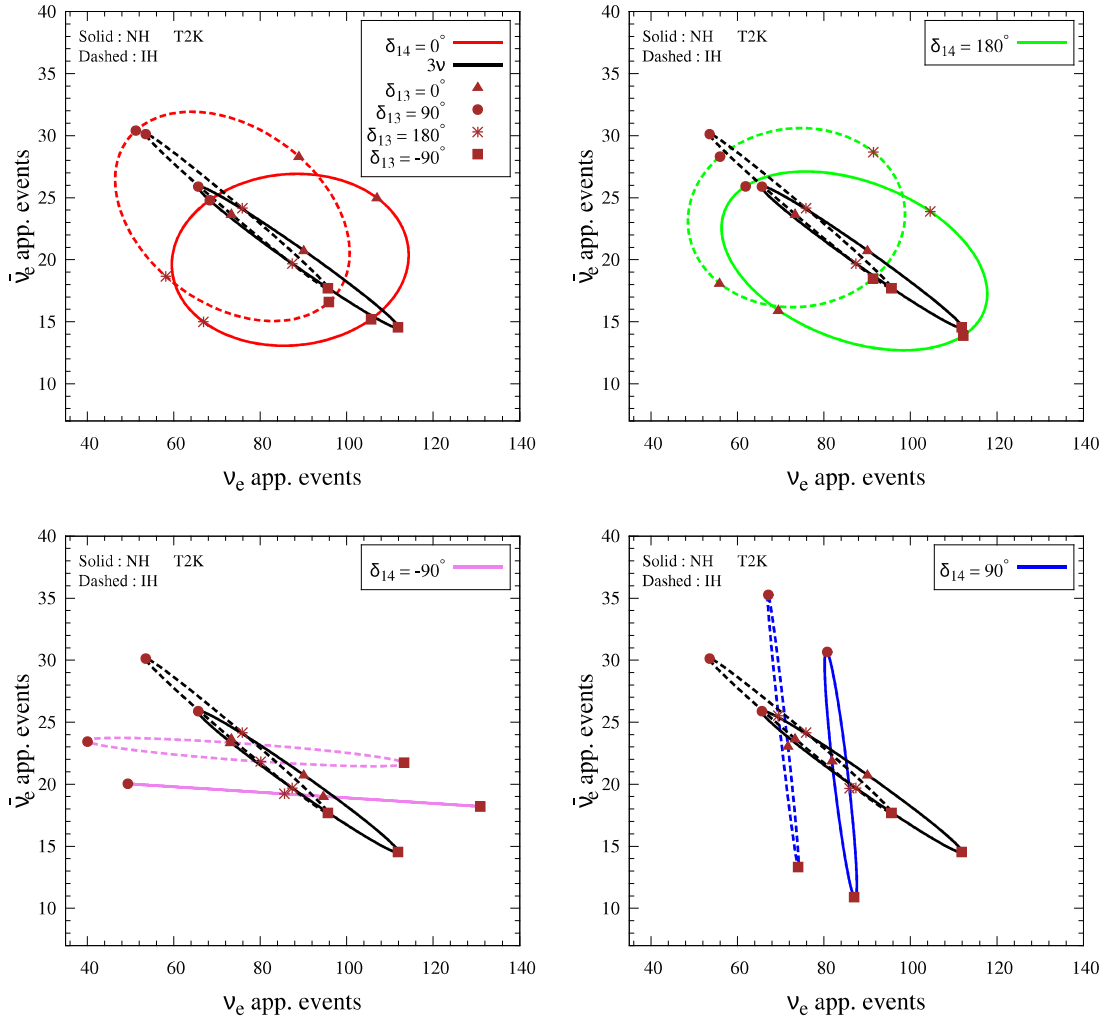 Solid : NH T2K
Dashed : IH
δ14 = 0°
3ν
δ13 = 0°
δ13 = 90°
δ13 = 180°
δ13 = -90°
40
35
30
25
20
15
10
ν̄e app. events
40 60 80 100 120 140
νe app. events
Solid : NH T2K
Dashed : IH
δ14 = 180°
40
35
30
25
20
15
10
ν̄e app. events
40 60 80 100 120 140
νe app. events
Solid : NH T2K
Dashed : IH
δ14 = -90°
40
35
30
25
20
15
10
ν̄e app. events
40 60 80 100 120 140
νe app. events
Solid : NH T2K
Dashed : IH
δ14 = 90°
40
35
30
25
20
15
10
ν̄e app. events
40 60 80 100 120 140
νe app. events